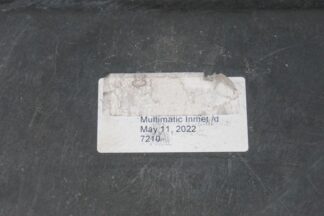 Multimatic Inmet /d
May 11, 2022
7210